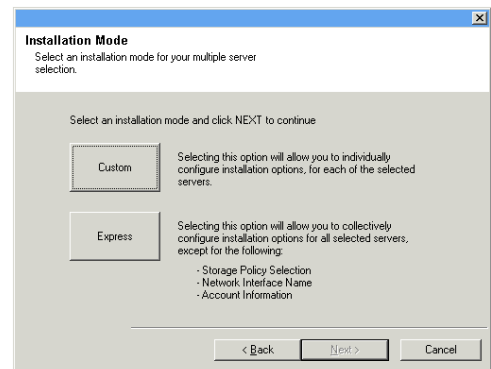 Installation Mode
Select an installation mode for your multiple server
selection.
Select an installation mode and click NEXT to continue
Custom
Selecting this option will allow you to individually
configure installation options, for each of the selected
servers.
Express
Selecting this option will allow you to collectively
configure installation options for all selected servers,
except for the following:
- Storage Policy Selection
- Network Interface Name
- Account Information
< Back
Next >
Cancel